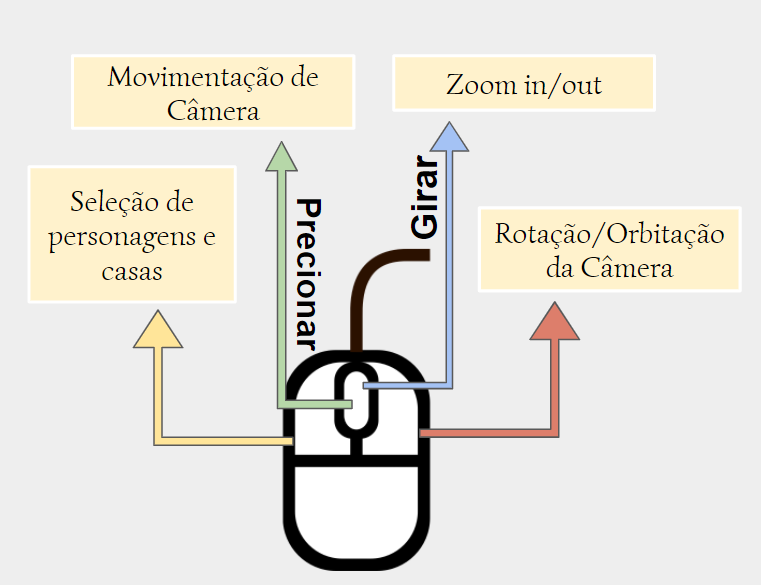 Movimentação de
Câmera
Zoom in/out
Seleção de
personagens e
casas
Precionar
Girar
Rotação/Orbitação
da Câmera